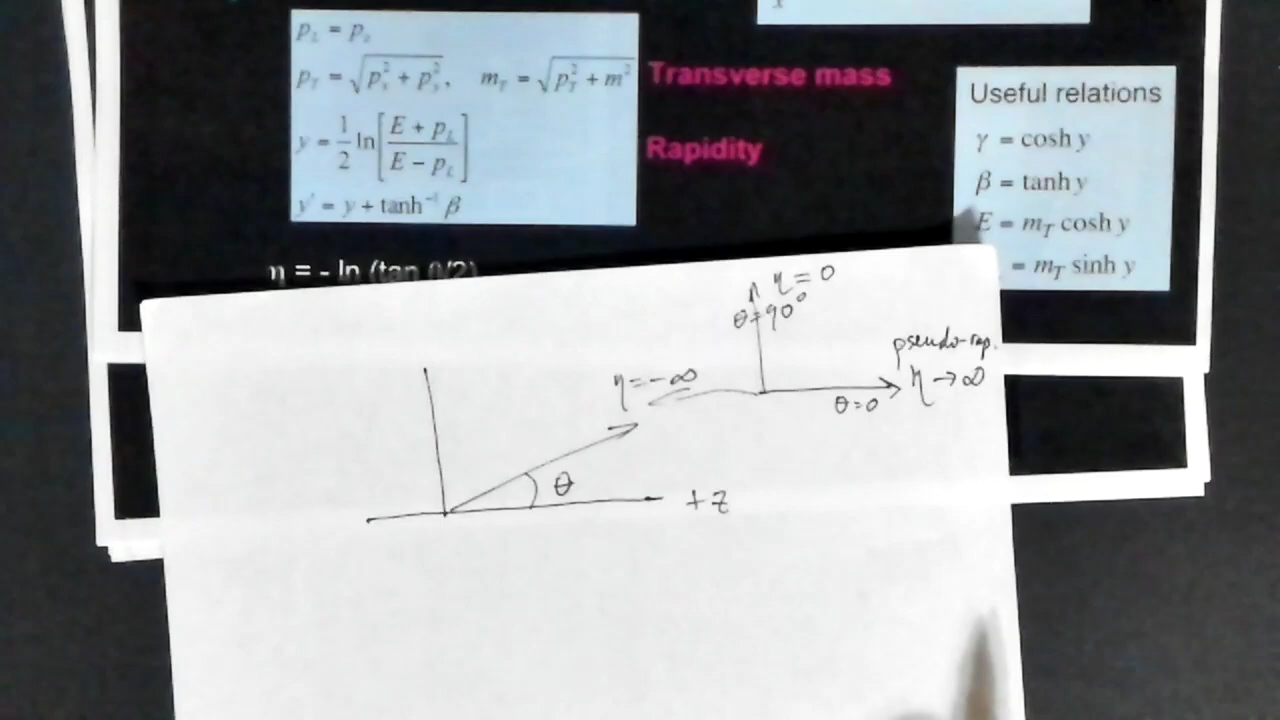 p_L = p_z
p_T = √(p_x² + p_y²), m_T = √(p_T² + m²)
Transverse mass
y = 1/2 ln[(E + p_L)/(E − p_L)]
Rapidity
y' = y + tanh⁻¹ β
η = - ln (tan θ/2)
Useful relations
γ = cosh y
β = tanh y
E = m_T cosh y
= m_T sinh y
η = 0
θ=90°
pseudo-rap.
η=-∞
η→∞
θ=0
θ
+z